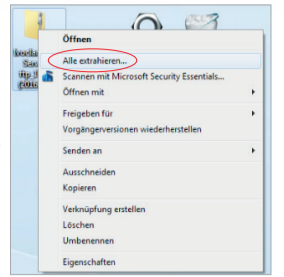 Öffnen
Alle extrahieren...
Scannen mit Microsoft Security Essentials...
Öffnen mit
Freigeben für
Vorgängerversionen wiederherstellen
Senden an
Ausschneiden
Kopieren
Verknüpfung erstellen
Löschen
Umbenennen
Eigenschaften